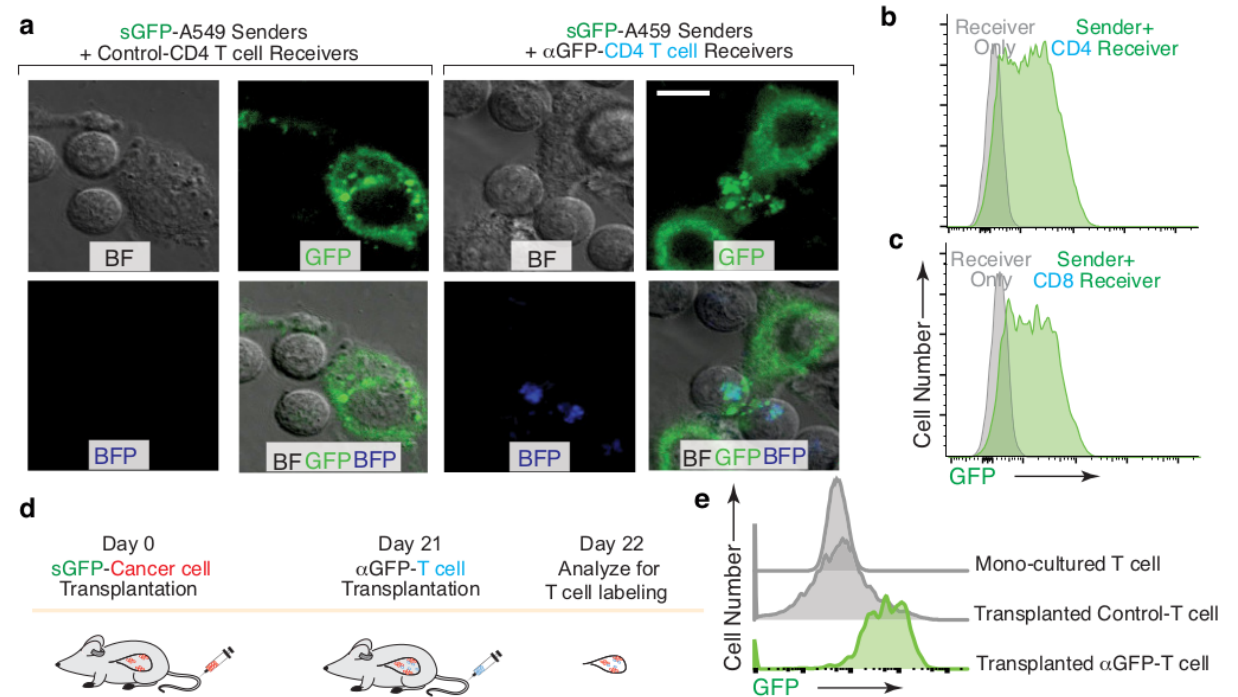 a
sGFP-A549 Senders
+ Control-CD4 T cell Receivers
sGFP-A459 Senders
+ αGFP-CD4 T cell Receivers
BF
GFP
BF
GFP
BFP
BF GFP BFP
BFP
BF GFP BFP
b
Receiver
Only
Sender+
CD4 Receiver
c
Receiver
Only
Sender+
CD8 Receiver
Cell Number
GFP
d
Day 0
sGFP-Cancer cell
Transplantation
Day 21
αGFP-T cell
Transplantation
Day 22
Analyze for
T cell labeling
e
Cell Number
Mono-cultured T cell
Transplanted Control-T cell
Transplanted αGFP-T cell
GFP